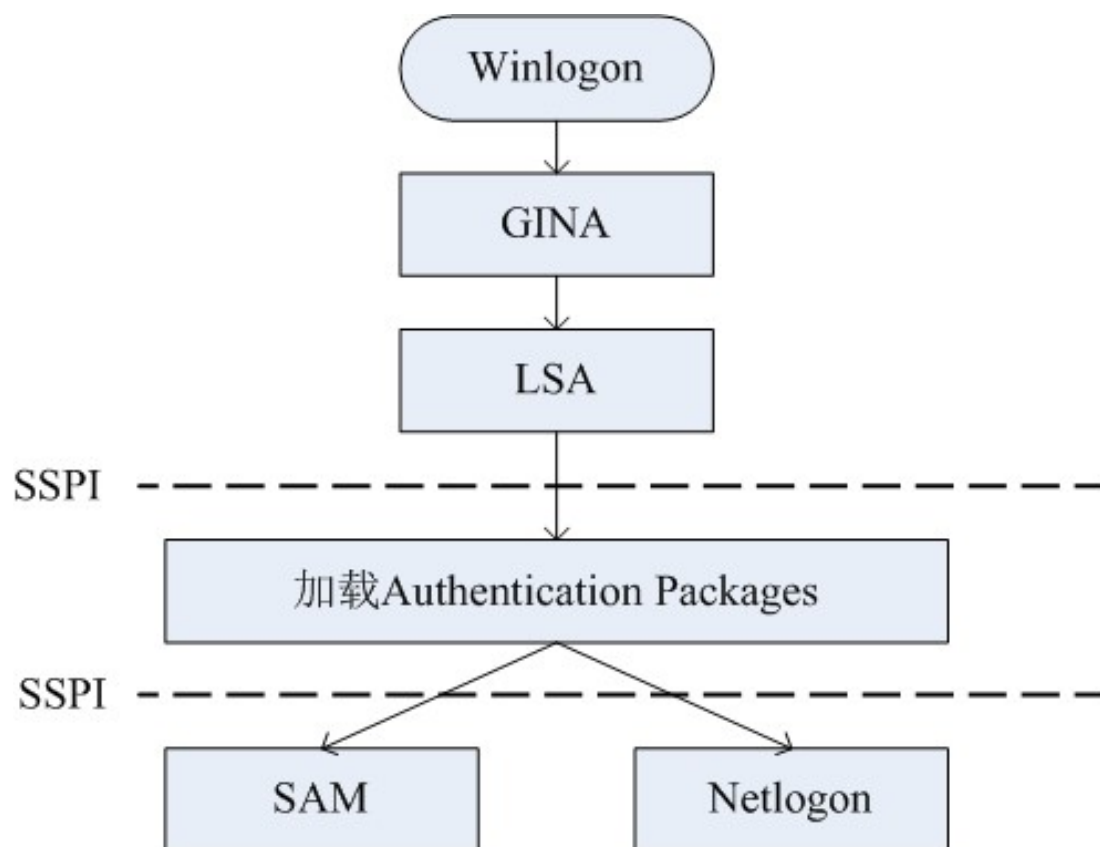 Winlogon
GINA
LSA
SSPI
加载Authentication Packages
SSPI
SAM
Netlogon